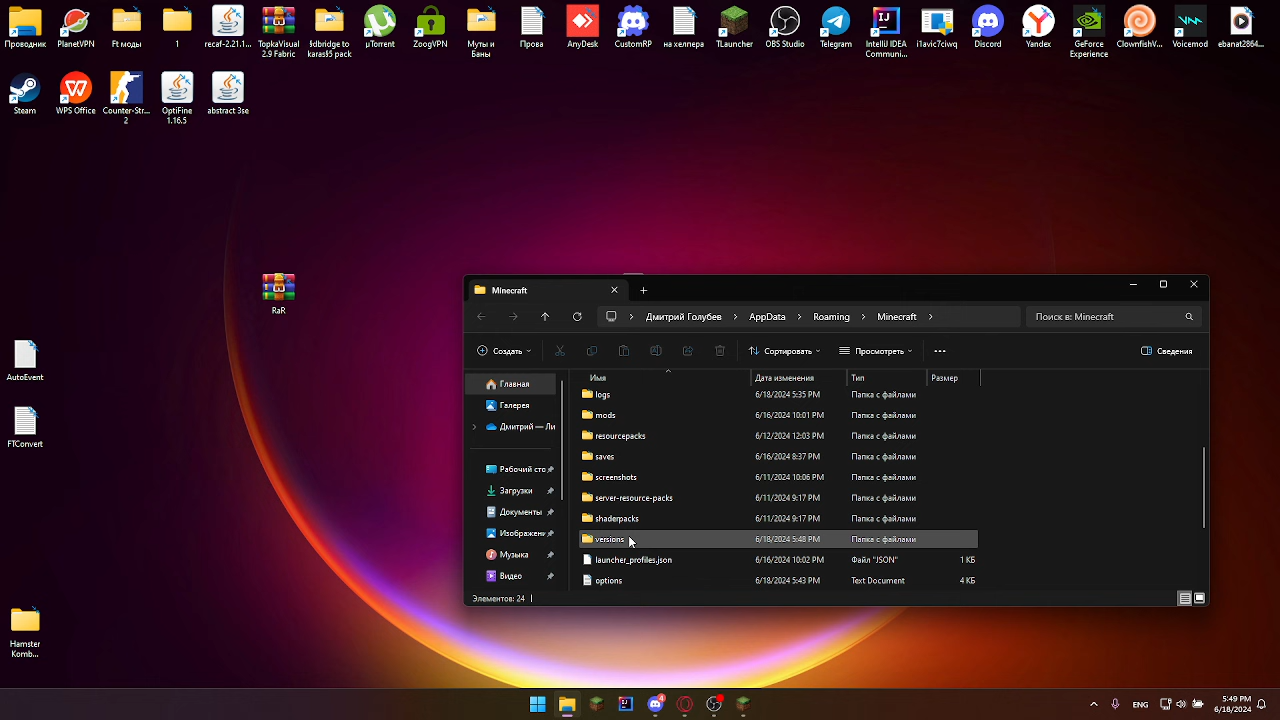 Проводник
PlanetVPN
Ft моды
1
recaf-2.21.1...
TopkaVisual
2.9 Fabric
§dbridge to
karas§5 pack
µTorrent
ZoogVPN
Муты и
Баны
Прова
AnyDesk
CustomRP
на хелпера
TLauncher
OBS Studio
Telegram
IntelliJ IDEA
Communi...
i1avic7ciwq
Discord
Yandex
GeForce
Experience
ClownfishV...
Voicemod
ebanat2864...
Steam
WPS Office
Counter-Str...
2
OptiFine
1.16.5
abstract 3se
RaR
AutoEvent
FTConvert
Hamster
Komb...
Minecraft
Дмитрий Голубев
AppData
Roaming
Minecraft
Поиск в: Minecraft
Создать
Сортировать
Просмотреть
Сведения
Имя
Дата изменения
Тип
Размер
Главная
Галерея
Дмитрий — Ли
Рабочий сто
Загрузки
Документы
Изображени
Музыка
Видео
logs 6/18/2024 5:35 PM Папка с файлами
mods 6/16/2024 10:01 PM Папка с файлами
resourcepacks 6/12/2024 12:03 PM Папка с файлами
saves 6/16/2024 8:37 PM Папка с файлами
screenshots 6/11/2024 10:06 PM Папка с файлами
server-resource-packs 6/11/2024 9:17 PM Папка с файлами
shaderpacks 6/11/2024 9:17 PM Папка с файлами
versions 6/18/2024 5:48 PM Папка с файлами
launcher_profiles.json 6/16/2024 10:02 PM Файл "JSON" 1 КБ
options 6/18/2024 5:43 PM Text Document 4 КБ
Элементов: 24
4
ENG
5:49 PM
6/18/2024